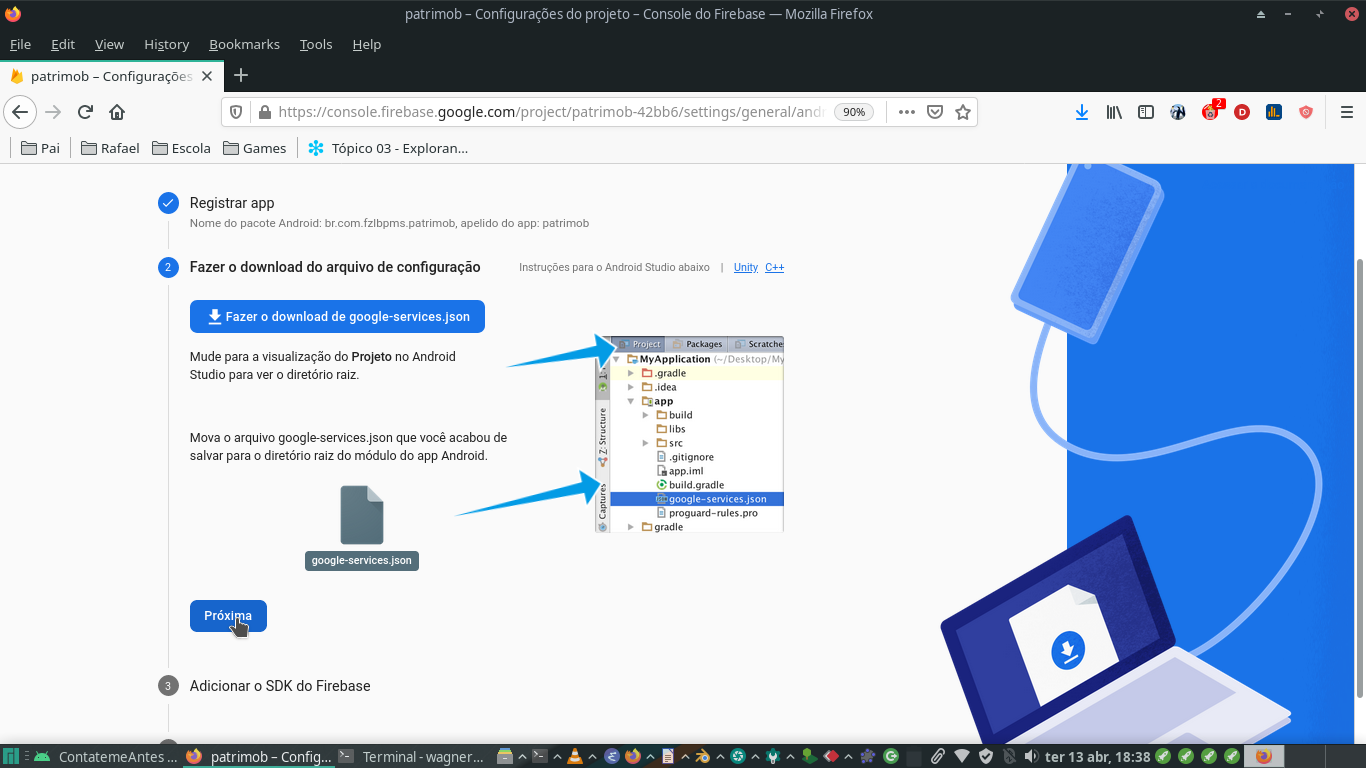 patrimob – Configurações do projeto – Console do Firebase — Mozilla Firefox
File Edit View History Bookmarks Tools Help
patrimob – Configurações
https://console.firebase.google.com/project/patrimob-42bb6/settings/general/andr 90% 2
Pai Rafael Escola Games Tópico 03 - Exploran...
Registrar app
Nome do pacote Android: br.com.fzlbpms.patrimob, apelido do app: patrimob
2 Fazer o download do arquivo de configuração Instruções para o Android Studio abaixo | Unity C++
Fazer o download de google-services.json
Mude para a visualização do Projeto no Android
Studio para ver o diretório raiz.
Mova o arquivo google-services.json que você acabou de
salvar para o diretório raiz do módulo do app Android.
google-services.json
Project Packages Scratche
MyApplication (~/Desktop/My
.gradle
.idea
app
build
libs
src
.gitignore
app.iml
build.gradle
google-services.json
proguard-rules.pro
gradle
Z: Structure
Captures
Próxima
3 Adicionar o SDK do Firebase
ContatemeAntes ... patrimob – Config... Terminal - wagner... ter 13 abr, 18:38